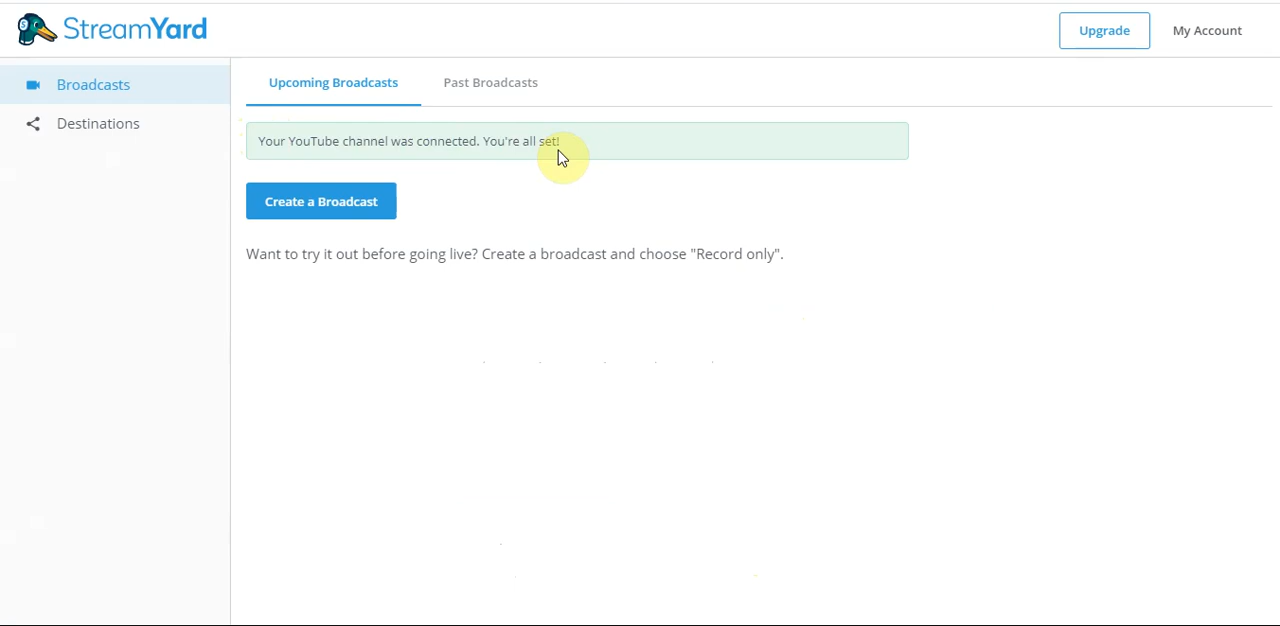 StreamYard
Upgrade
My Account
Broadcasts
Destinations
Upcoming Broadcasts
Past Broadcasts
Your YouTube channel was connected. You're all set!
Create a Broadcast
Want to try it out before going live? Create a broadcast and choose "Record only".